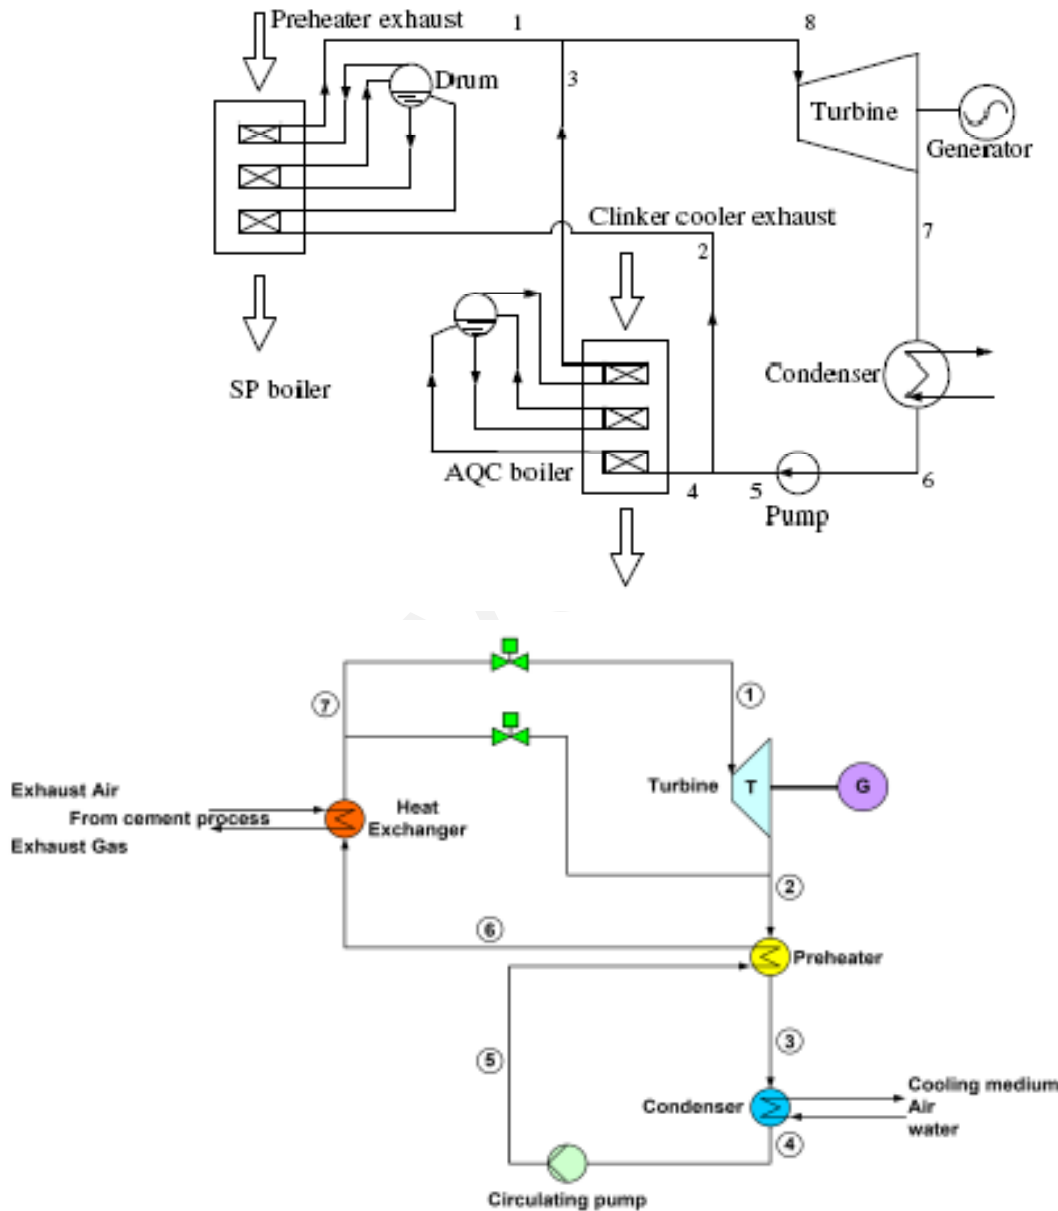 Preheater exhaust
1
8
Drum
3
Turbine
Generator
Clinker cooler exhaust
2
7
SP boiler
Condenser
AQC boiler
4
5
6
Pump
7
1
Exhaust Air
From cement process
Exhaust Gas
Heat
Exchanger
Turbine
T
G
2
6
Preheater
5
3
Condenser
Cooling medium
Air
water
4
Circulating pump